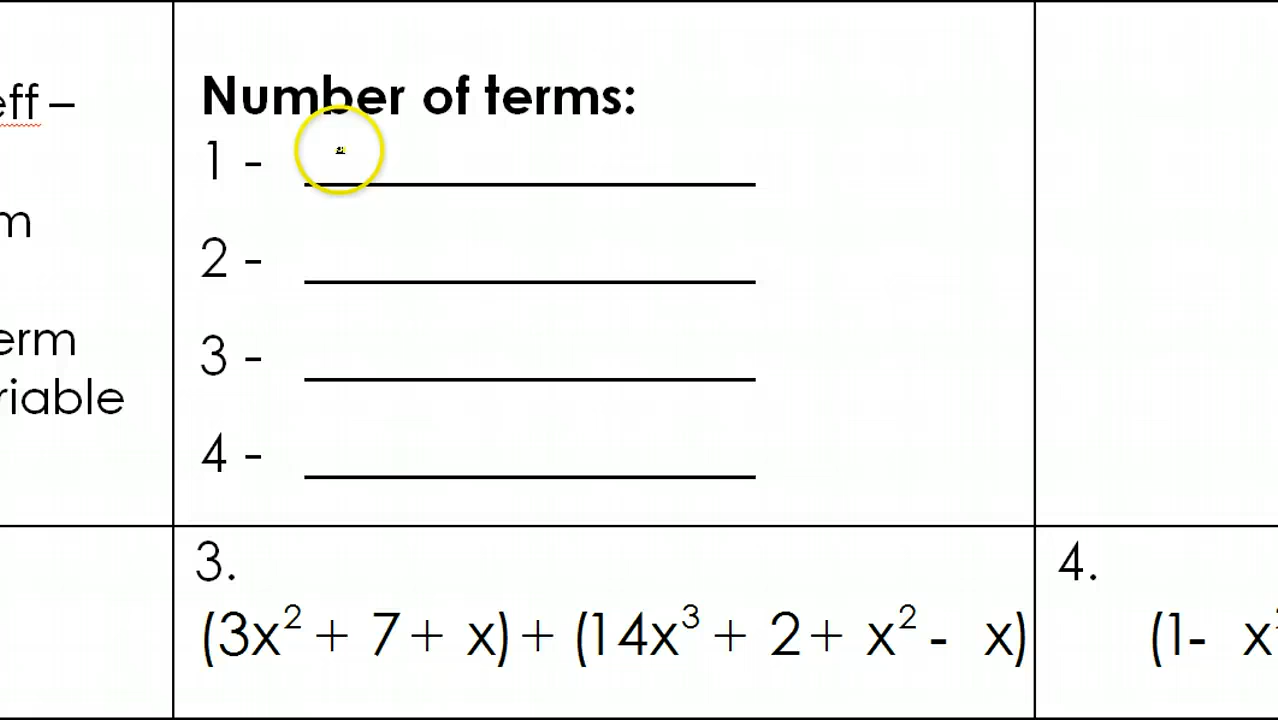 eff –
m
erm
riable
Number of terms:
1 -
2 -
3 -
4 -
3.
(3x² + 7 + x) + (14x³ + 2 + x² - x)
4.
(1- x